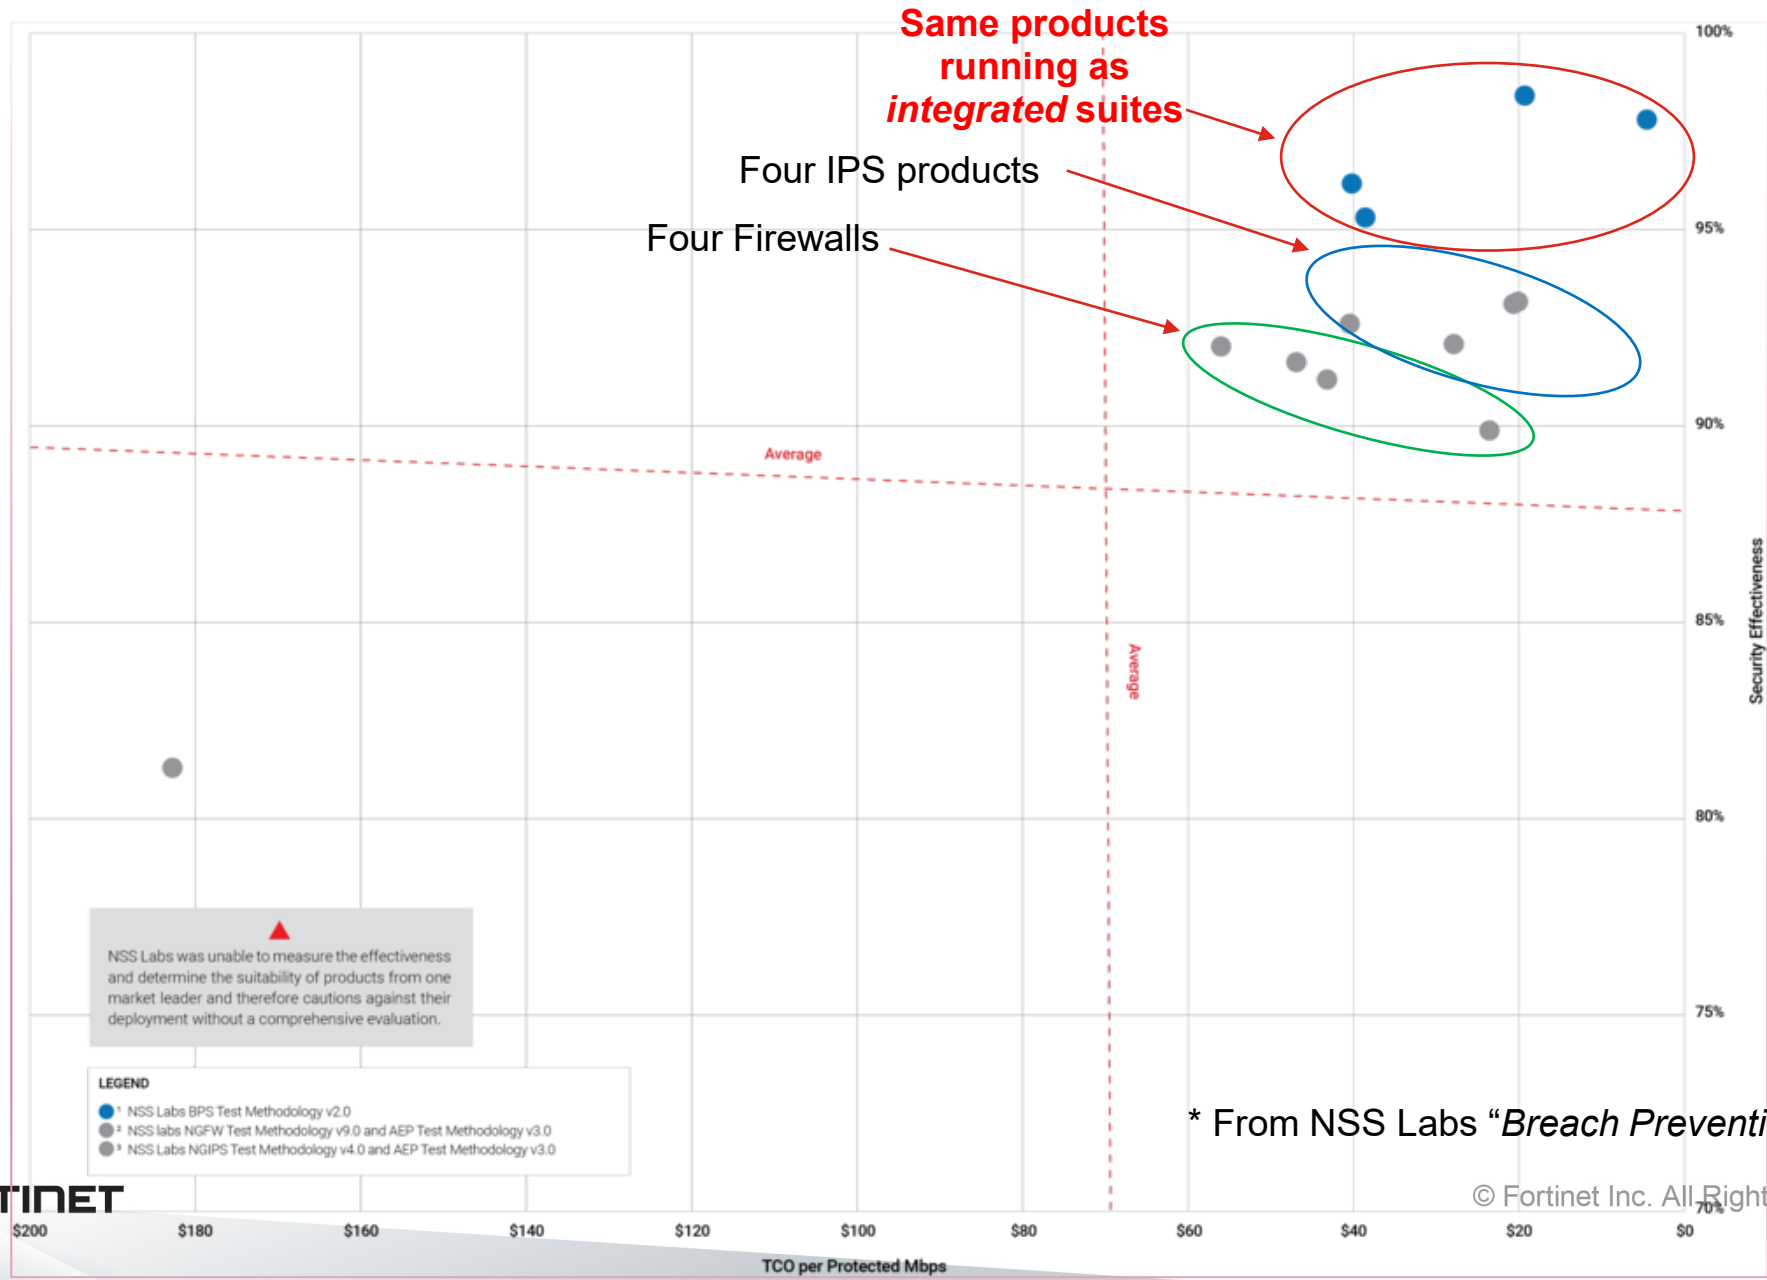 Same products
running as
integrated suites
Four IPS products
Four Firewalls
100%
95%
90%
85%
80%
75%
70%
Security Effectiveness
Average
Average
NSS Labs was unable to measure the effectiveness
and determine the suitability of products from one
market leader and therefore cautions against their
deployment without a comprehensive evaluation.
LEGEND
1 NSS Labs BPS Test Methodology v2.0
2 NSS labs NGFW Test Methodology v9.0 and AEP Test Methodology v3.0
3 NSS Labs NGIPS Test Methodology v4.0 and AEP Test Methodology v3.0
* From NSS Labs “Breach Preventi
TINET
© Fortinet Inc. All Right
$200 $180 $160 $140 $120 $100 $80 $60 $40 $20 $0
TCO per Protected Mbps